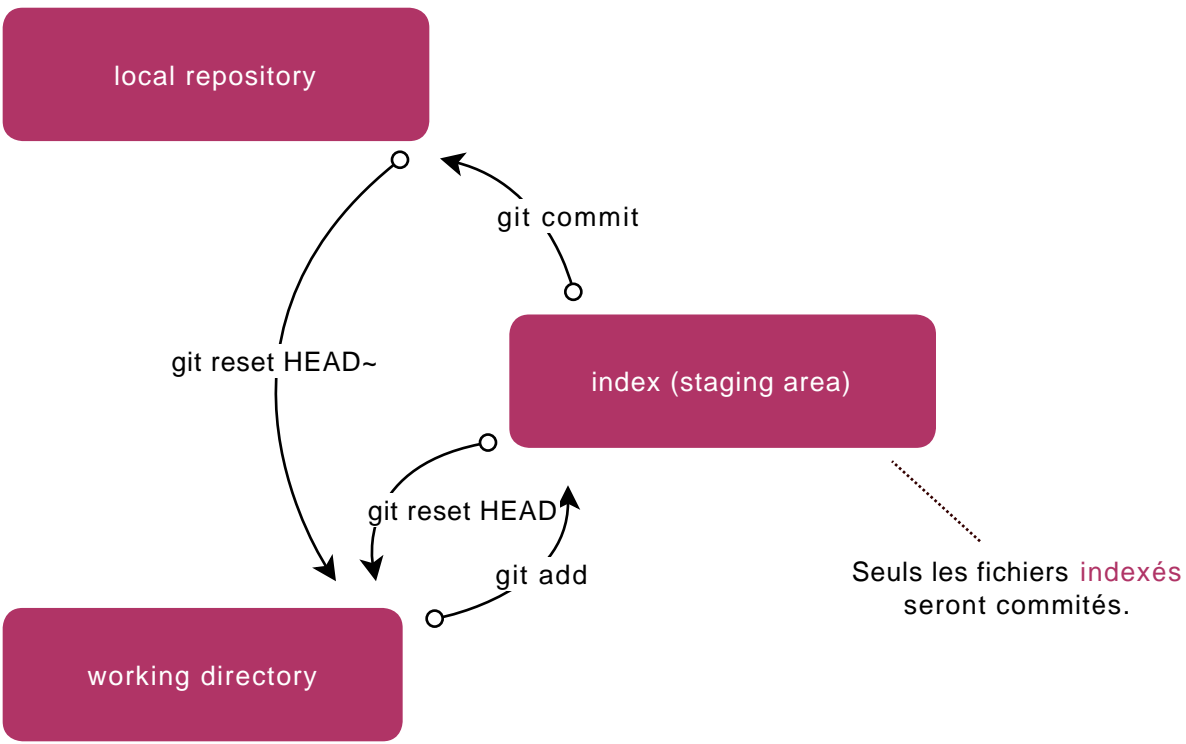 local repository
git commit
git reset HEAD~
index (staging area)
git reset HEAD
git add
Seuls les fichiers indexés
seront commités.
working directory